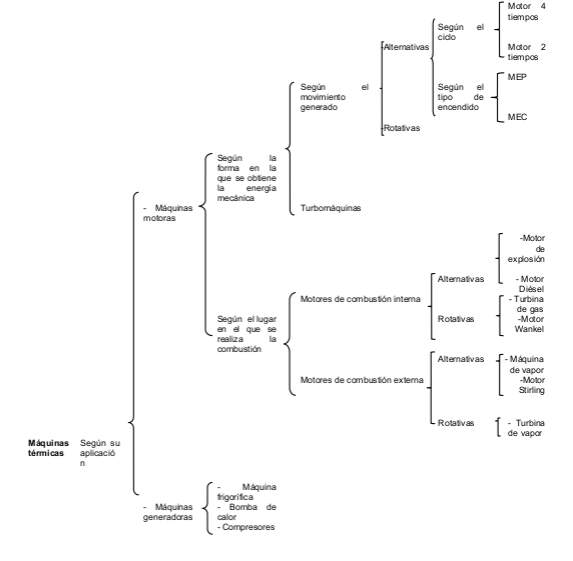 Máquinas
térmicas
Según su
aplicació
n
- Máquinas
motoras
Según la
forma en la
que se obtiene
la energía
mecánica
Según el
movimiento
generado
-Alternativas
Según el
ciclo
Motor 4
tiempos
Motor 2
tiempos
Según el
tipo de
encendido
MEP
MEC
-Rotativas
Turbomáquinas
Según el lugar
en el que se
realiza la
combustión
Motores de combustión interna
Alternativas
-Motor
de
explosión
- Motor
Diésel
Rotativas
- Turbina
de gas
-Motor
Wankel
Motores de combustión externa
Alternativas
- Máquina
de vapor
-Motor
Stirling
Rotativas
- Turbina
de vapor
- Máquinas
generadoras
- Máquina
frigorífica
- Bomba de
calor
- Compresores